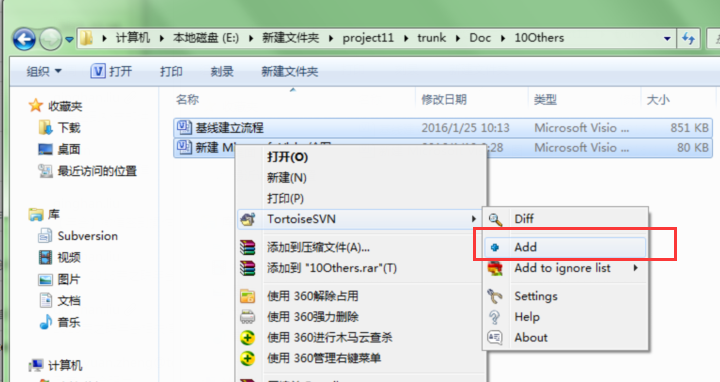 计算机 ▸ 本地磁盘 (E:) ▸ 新建文件夹 ▸ project11 ▸ trunk ▸ Doc ▸ 10Others
组织 打开 打印 刻录 新建文件夹
名称 修改日期 类型 大小
收藏夹
下载
桌面
最近访问的位置
库
Subversion
视频
图片
文档
音乐
计算机
基线建立流程 2016/1/25 10:13 Microsoft Visio ... 851 KB
新建 Mi 8:28 Microsoft Visio ... 80 KB
打开(O)
新建(N)
打印(P)
TortoiseSVN
添加到压缩文件(A)...
添加到 "10Others.rar"(T)
使用 360解除占用
使用 360强力删除
使用 360进行木马云查杀
使用 360管理右键菜单
Diff
Add
Add to ignore list
Settings
Help
About